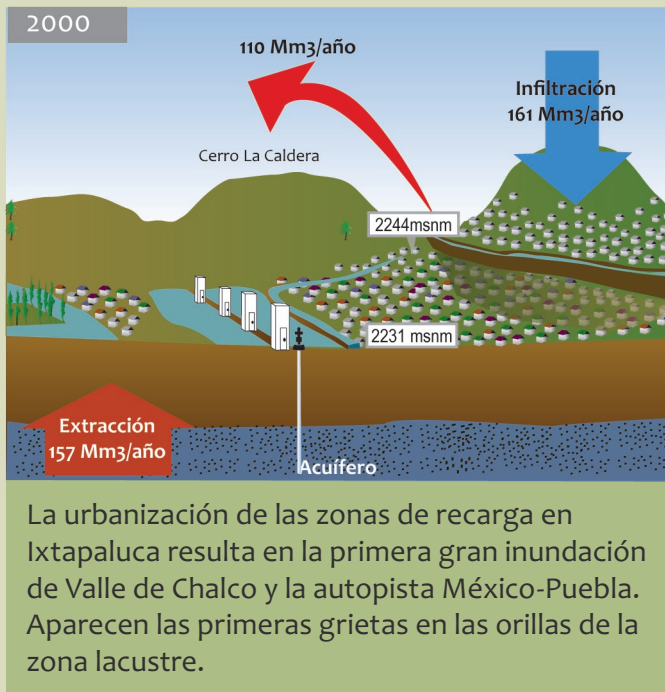 2000
110 Mm3/año
Infiltración
161 Mm3/año
Cerro La Caldera
2244msnm
2231 msnm
Extracción
157 Mm3/año
Acuífero
La urbanización de las zonas de recarga en
Ixtapaluca resulta en la primera gran inundación
de Valle de Chalco y la autopista México-Puebla.
Aparecen las primeras grietas en las orillas de la
zona lacustre.